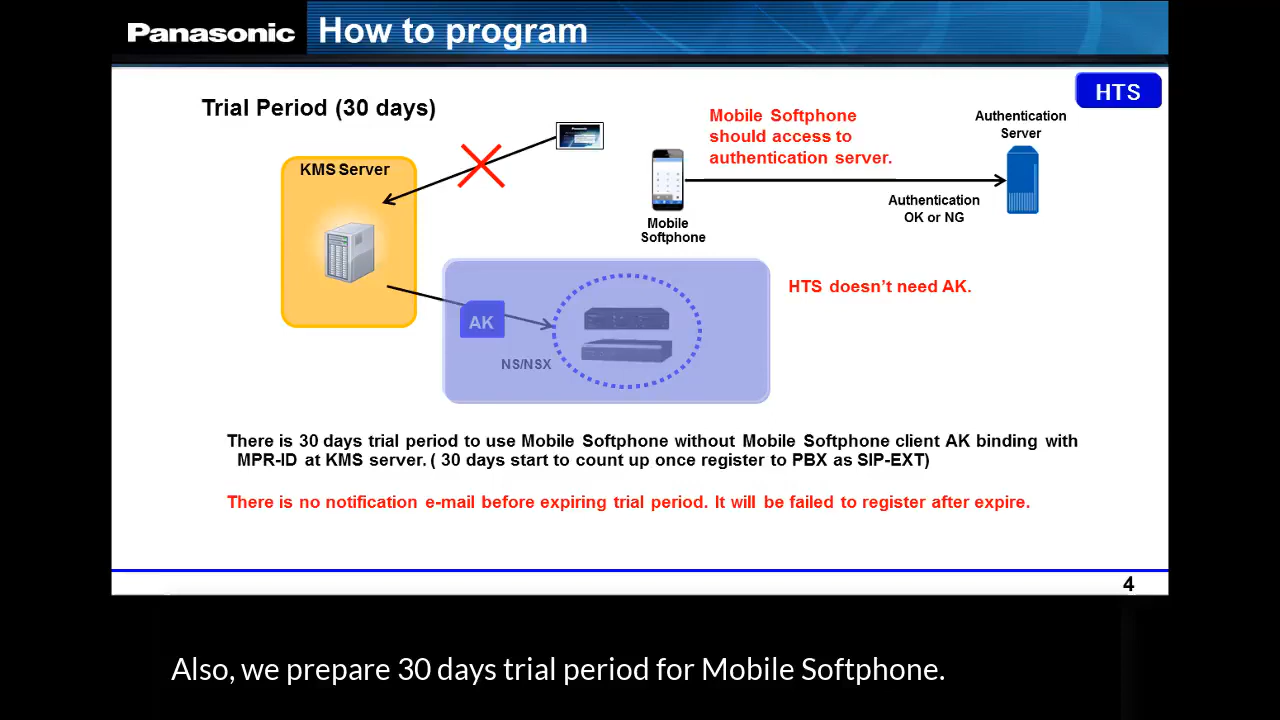 Panasonic
How to program
HTS
Trial Period (30 days)
KMS Server
Mobile Softphone
should access to
authentication server.
Authentication
Server
Authentication
OK or NG
Mobile
Softphone
HTS doesn't need AK.
AK
NS/NSX
There is 30 days trial period to use Mobile Softphone without Mobile Softphone client AK binding with
MPR-ID at KMS server. ( 30 days start to count up once register to PBX as SIP-EXT)
There is no notification e-mail before expiring trial period. It will be failed to register after expire.
4
Also, we prepare 30 days trial period for Mobile Softphone.